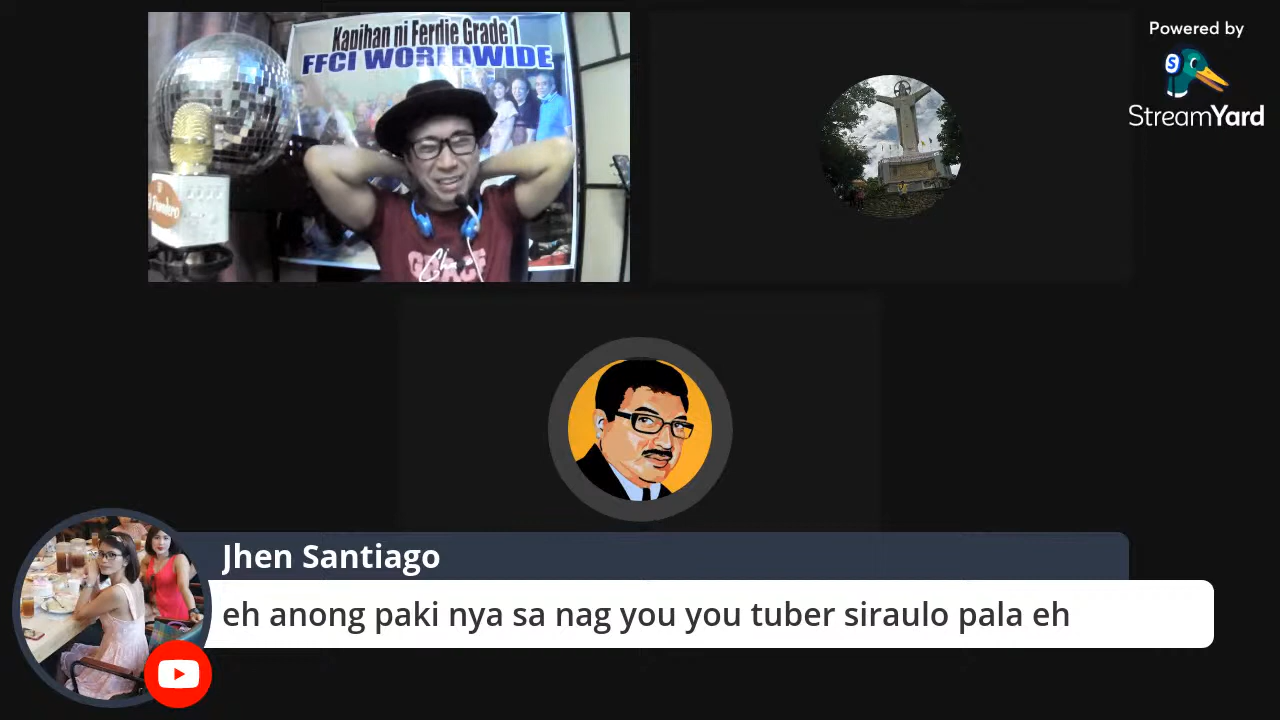 Kapihan ni Ferdie Grade 1
FFCI WORLDWIDE
Powered by
S
StreamYard
GRACE
Jhen Santiago
eh anong paki nya sa nag you you tuber siraulo pala eh